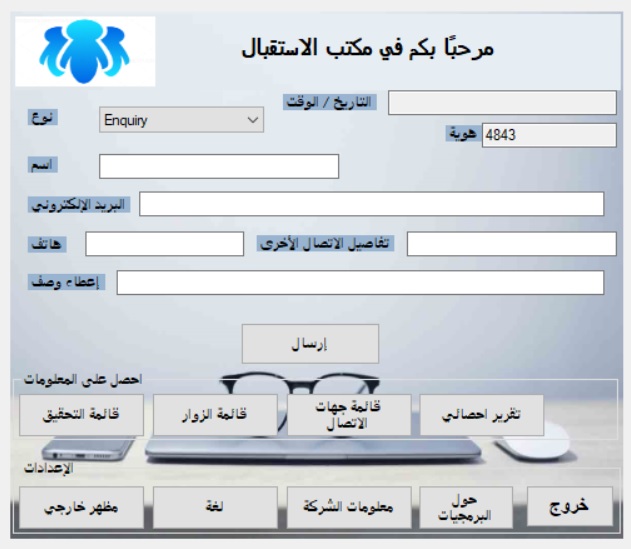 مرحبًا بكم في مكتب الاستقبال
التاريخ / الوقت
نوع
Enquiry
هوية
4843
اسم
البريد الإلكتروني
هاتف
تفاصيل الاتصال الأخرى
إعطاء وصف
إرسال
احصل على المعلومات
قائمة التحقيق
قائمة الزوار
قائمة جهات
الاتصال
تقرير احصائي
الإعدادات
مظهر خارجي
لغة
معلومات الشركة
حول
البرمجيات
خروج